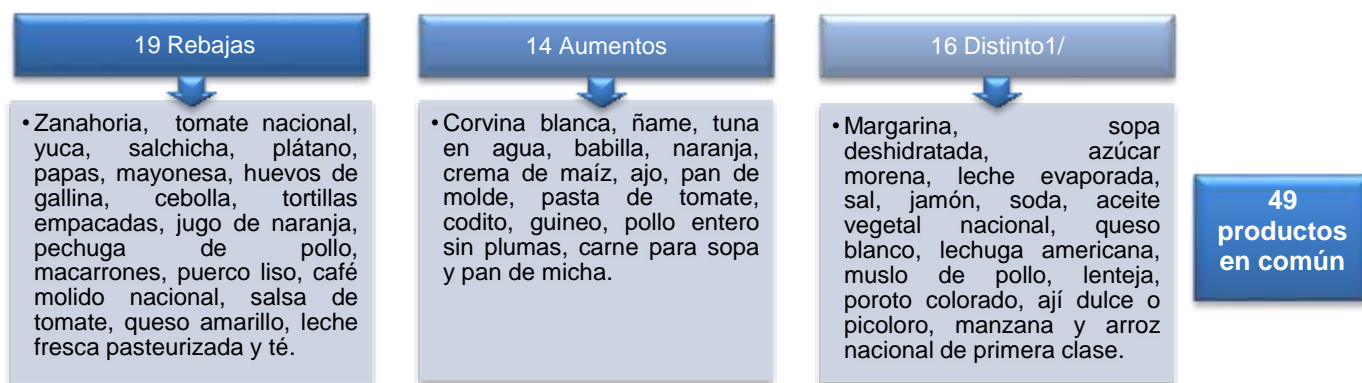 19 Rebajas
• Zanahoria, tomate nacional,
yuca, salchicha, plátano,
papas, mayonesa, huevos de
gallina, cebolla, tortillas
empacadas, jugo de naranja,
pechuga de pollo,
macarrones, puerco liso, café
molido nacional, salsa de
tomate, queso amarillo, leche
fresca pasteurizada y té.
14 Aumentos
• Corvina blanca, ñame, tuna
en agua, babilla, naranja,
crema de maíz, ajo, pan de
molde, pasta de tomate,
codito, guineo, pollo entero
sin plumas, carne para sopa
y pan de micha.
16 Distinto1/
• Margarina, sopa
deshidratada, azúcar
morena, leche evaporada,
sal, jamón, soda, aceite
vegetal nacional, queso
blanco, lechuga americana,
muslo de pollo, lenteja,
poroto colorado, ají dulce o
picoloro, manzana y arroz
nacional de primera clase.
49
productos
en común